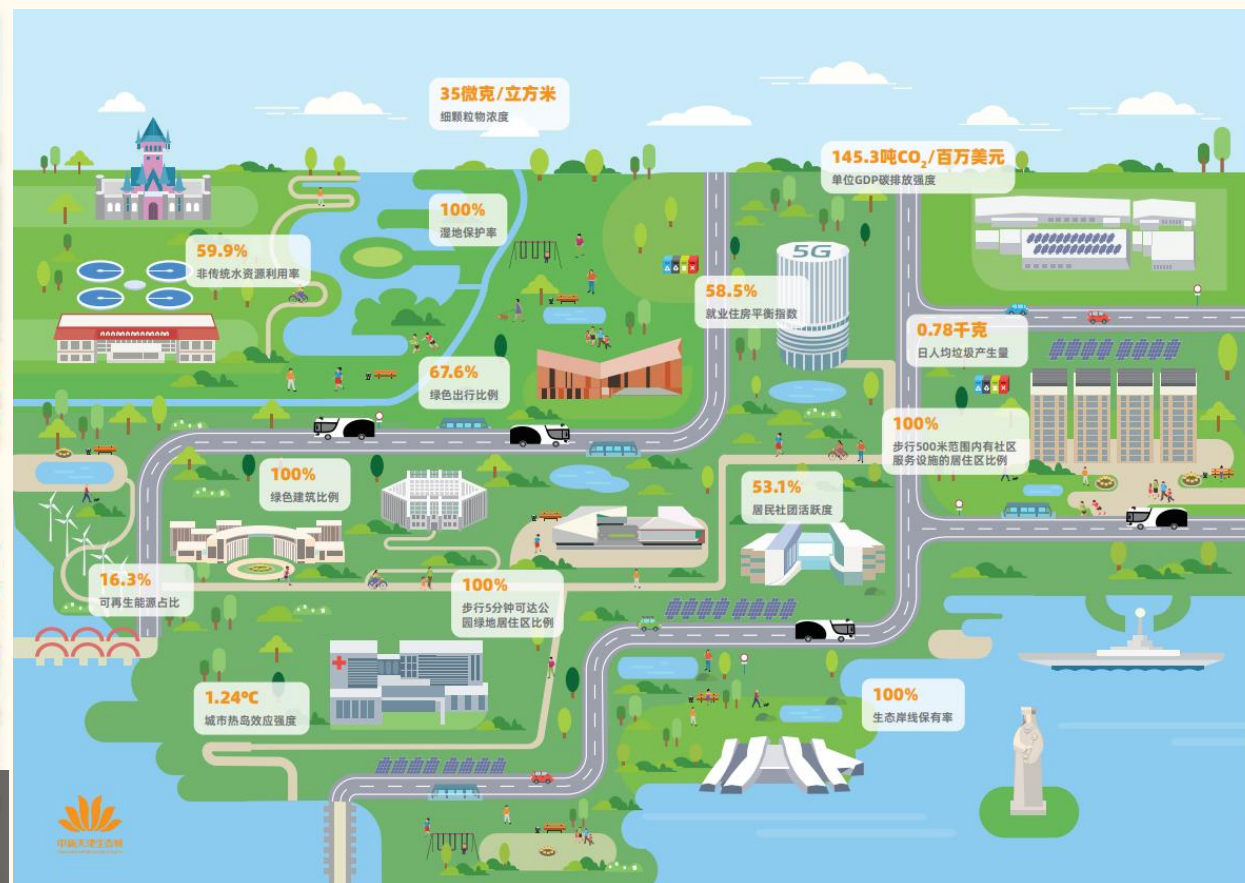 35微克/立方米
细颗粒物浓度
145.3吨CO₂/百万美元
单位GDP碳排放强度
100%
湿地保护率
59.9%
非传统水资源利用率
5G
58.5%
就业住房平衡指数
0.78千克
日人均垃圾产生量
67.6%
绿色出行比例
100%
步行500米范围内有社区
服务设施的居住区比例
100%
绿色建筑比例
53.1%
居民社团活跃度
16.3%
可再生能源占比
100%
步行5分钟可达公
园绿地居住区比例
1.24℃
城市热岛效应强度
100%
生态岸线保有率
中新天津生态城